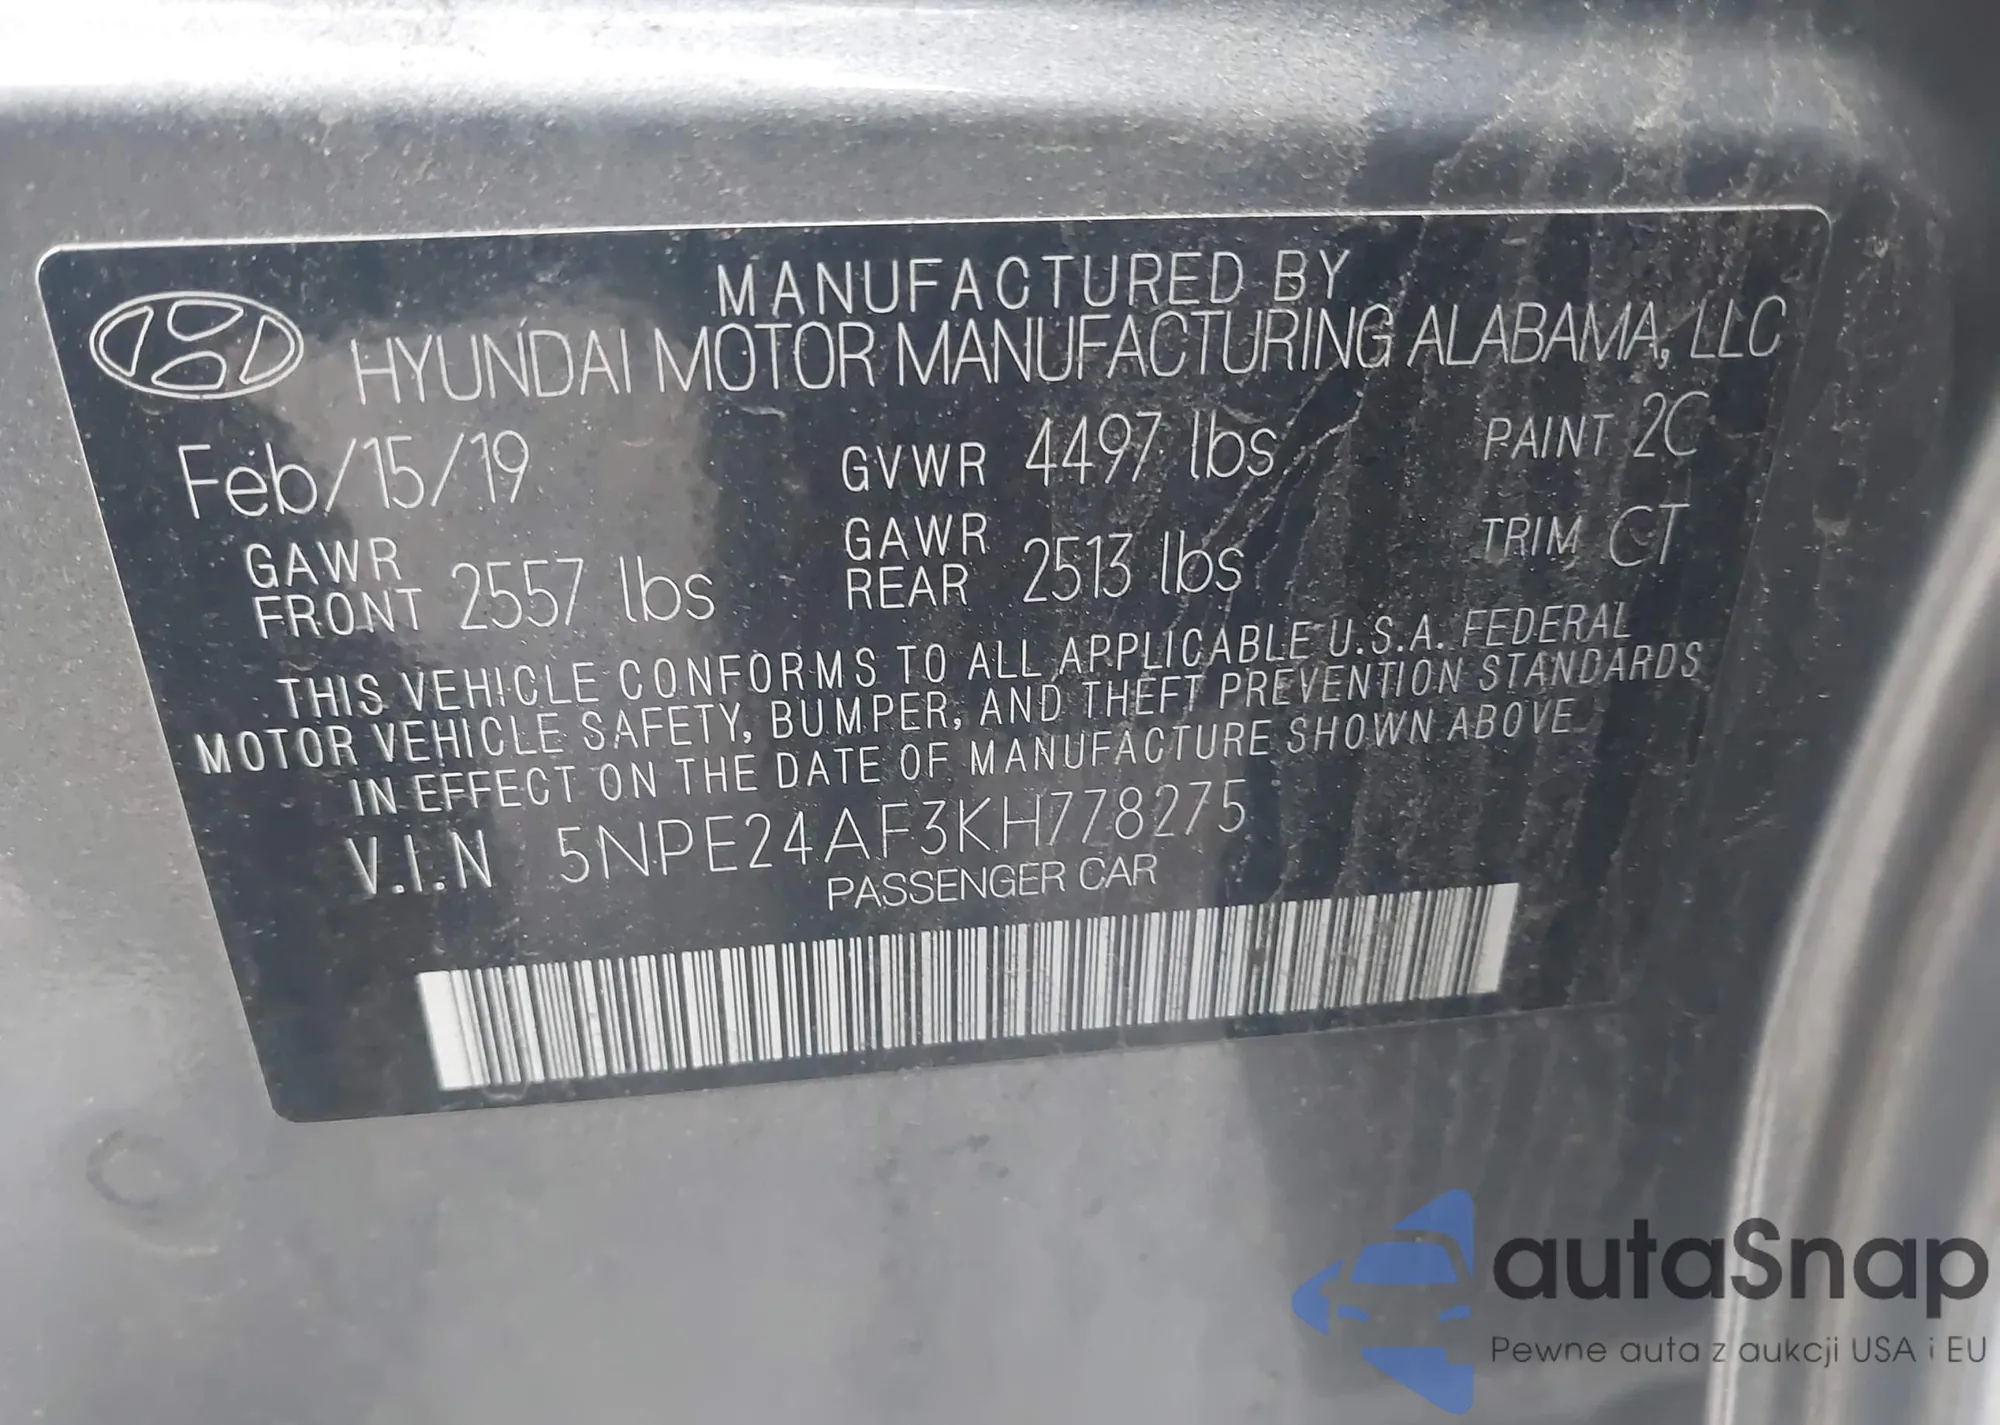 MANUFACTURED BY
HYUNDAI MOTOR MANUFACTURING ALABAMA, LLC
Feb/15/19 GVWR 4497 lbs PAINT 2C
GAWR FRONT 2557 lbs GAWR REAR 2513 lbs TRIM CT
THIS VEHICLE CONFORMS TO ALL APPLICABLE U.S.A. FEDERAL
MOTOR VEHICLE SAFETY, BUMPER, AND THEFT PREVENTION STANDARDS
IN EFFECT ON THE DATE OF MANUFACTURE SHOWN ABOVE
V.I.N 5NPE24AF3KH778275
PASSENGER CAR
autaSnap
Pewne auta z aukcji USA i EU